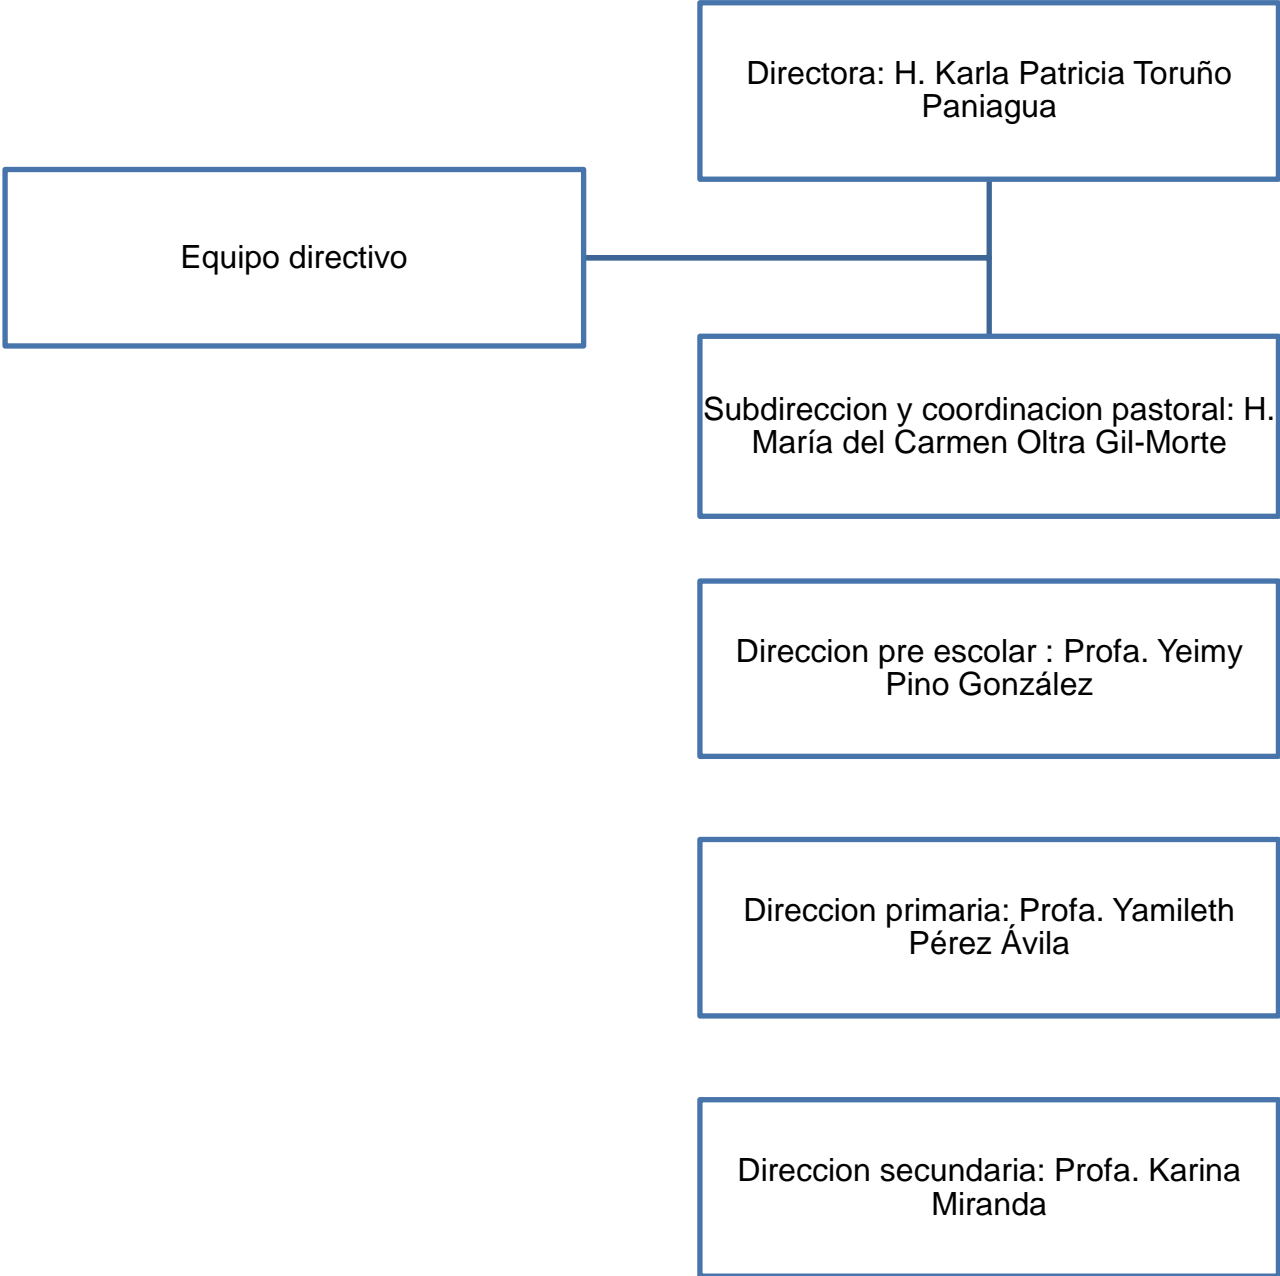 Directora: H. Karla Patricia Toruño
Paniagua
Equipo directivo
Subdireccion y coordinacion pastoral: H.
María del Carmen Oltra Gil-Morte
Direccion pre escolar : Profa. Yeimy
Pino González
Direccion primaria: Profa. Yamileth
Pérez Ávila
Direccion secundaria: Profa. Karina
Miranda